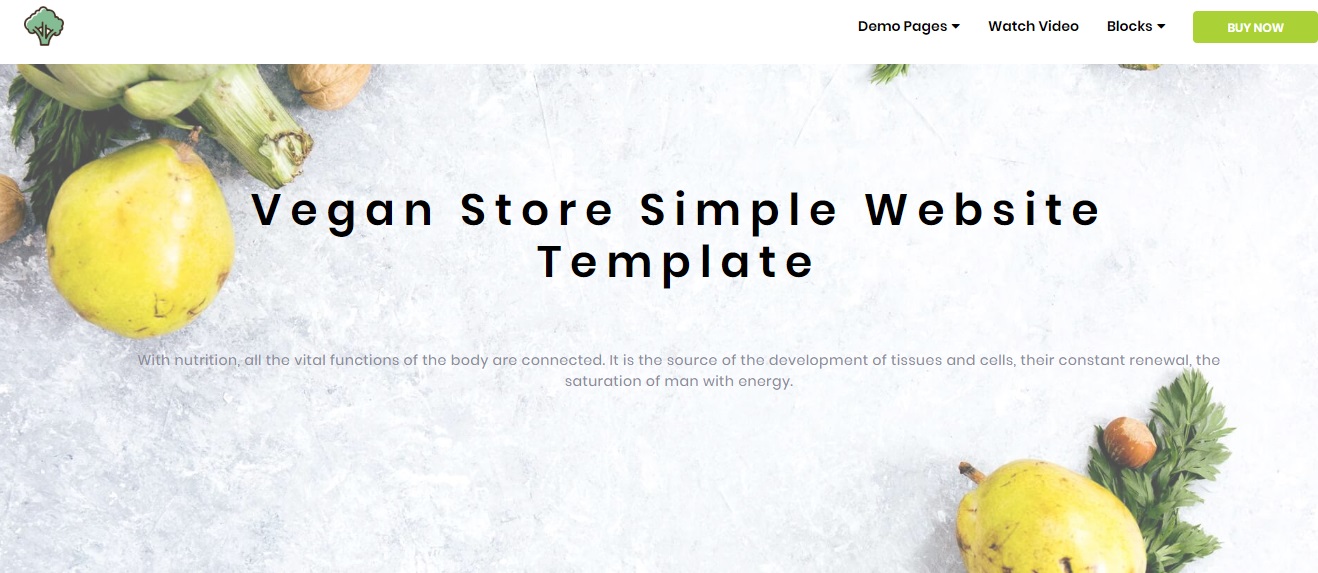 Demo Pages
Watch Video
Blocks
BUY NOW
Vegan Store Simple Website
Template
With nutrition, all the vital functions of the body are connected. It is the source of the development of tissues and cells, their constant renewal, the
saturation of man with energy.